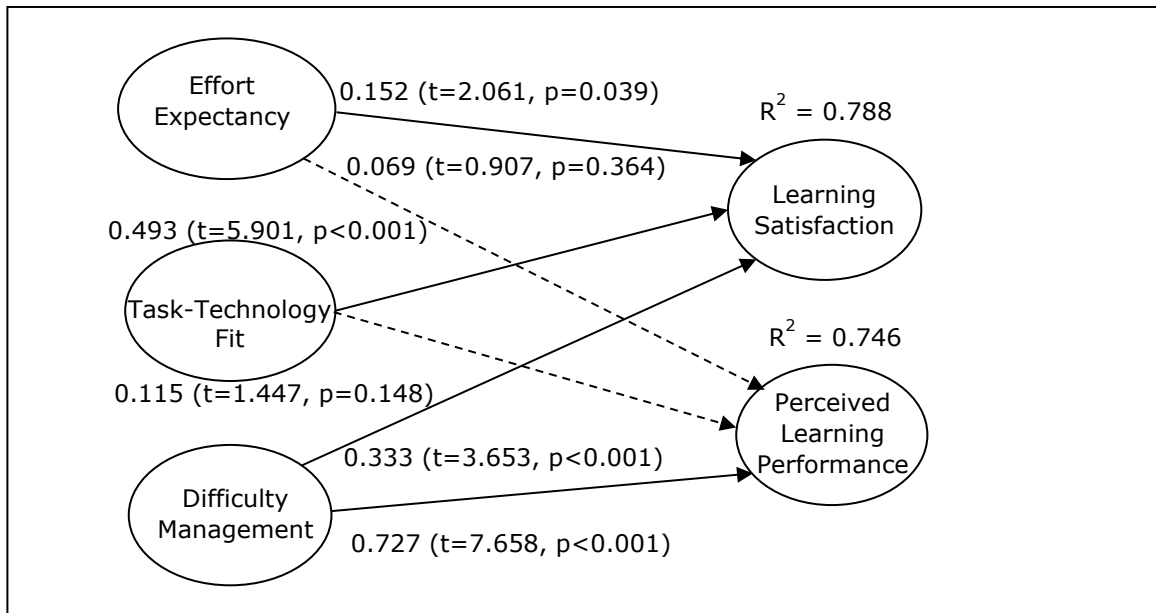 Effort
Expectancy
0.152 (t=2.061, p=0.039)
R² = 0.788
0.069 (t=0.907, p=0.364)
Learning
Satisfaction
0.493 (t=5.901, p<0.001)
Task-Technology
Fit
R² = 0.746
0.115 (t=1.447, p=0.148)
Perceived
Learning
Performance
0.333 (t=3.653, p<0.001)
Difficulty
Management
0.727 (t=7.658, p<0.001)